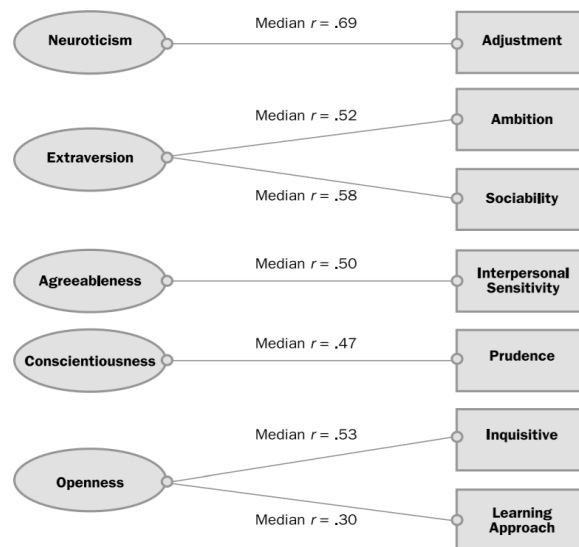 Neuroticism
Median r = .69
Adjustment
Extraversion
Median r = .52
Ambition
Median r = .58
Sociability
Agreeableness
Median r = .50
Interpersonal
Sensitivity
Conscientiousness
Median r = .47
Prudence
Openness
Median r = .53
Inquisitive
Median r = .30
Learning
Approach